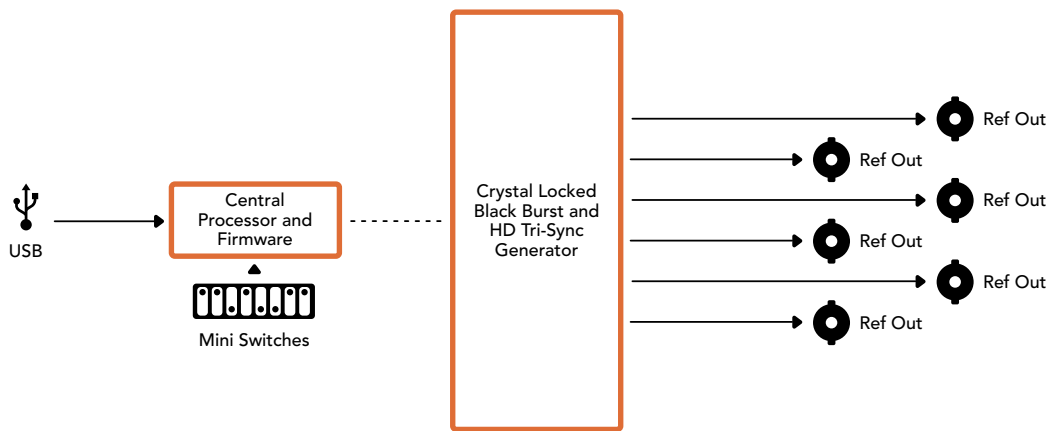 USB
Central
Processor and
Firmware
Mini Switches
Crystal Locked
Black Burst and
HD Tri-Sync
Generator
Ref Out
Ref Out
Ref Out
Ref Out
Ref Out
Ref Out